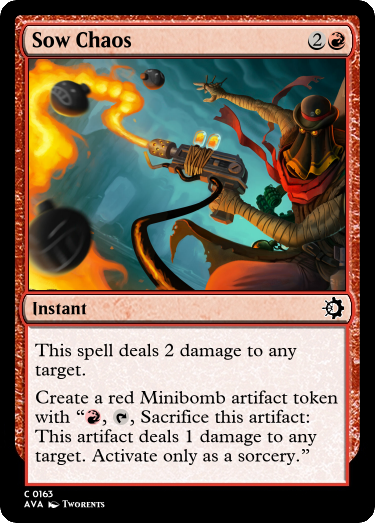 Sow Chaos 2R
Instant
This spell deals 2 damage to any
target.
Create a red Minibomb artifact token
with “R, T, Sacrifice this artifact:
This artifact deals 1 damage to any
target. Activate only as a sorcery.”
C 0163
AVA Tworents